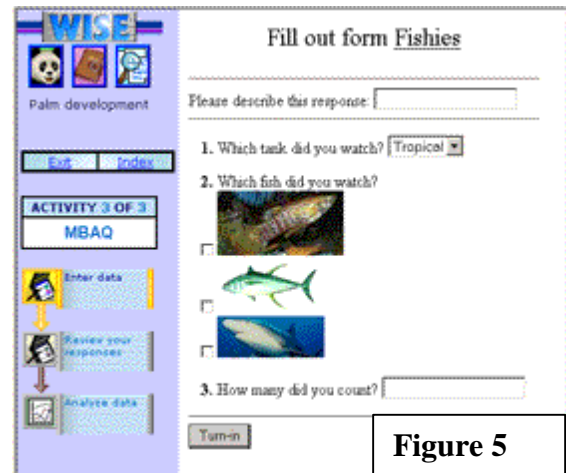 WISE
Palm development
Exit Index
ACTIVITY 3 OF 3
MBAQ
Enter data
Review your
responses
Analyze data
Fill out form Fishies
Please describe this response:
1. Which tank did you watch? Tropical
2. Which fish did you watch?
3. How many did you count?
Turn-in
Figure 5